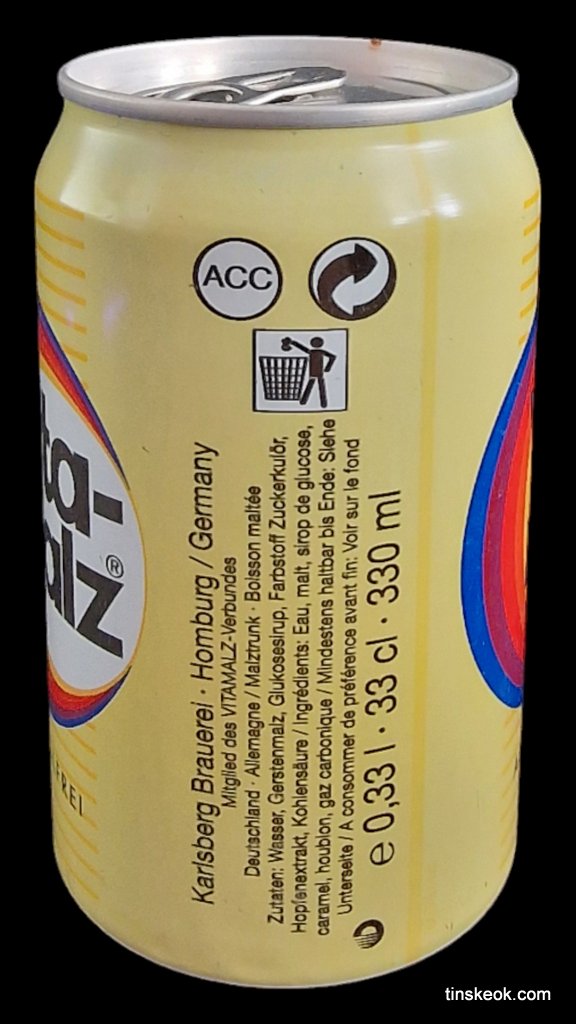 ACC
ta-
alz®
FREI
Karlsberg Brauerei · Homburg / Germany
Mitglied des VITAMALZ-Verbundes
Deutschland · Allemagne / Malztrunk · Boisson maltée
Zutaten: Wasser, Gerstenmalz, Glukosesirup, Farbstoff Zuckerkulör,
Hopfenextrakt, Kohlensäure / Ingrédients: Eau, malt, sirop de glucose,
caramel, houblon, gaz carbonique / Mindestens haltbar bis Ende: Siehe
Unterseite / A consommer de préférence avant fin: Voir sur le fond
e 0,33 l · 33 cl · 330 ml
tinskeok.com